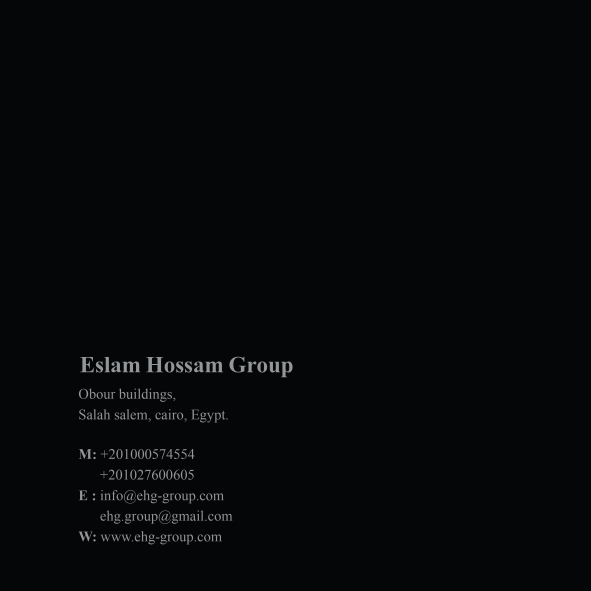 Eslam Hossam Group
Obour buildings,
Salah salem, cairo, Egypt.
M: +201000574554
+201027600605
E : info@ehg-group.com
ehg.group@gmail.com
W: www.ehg-group.com